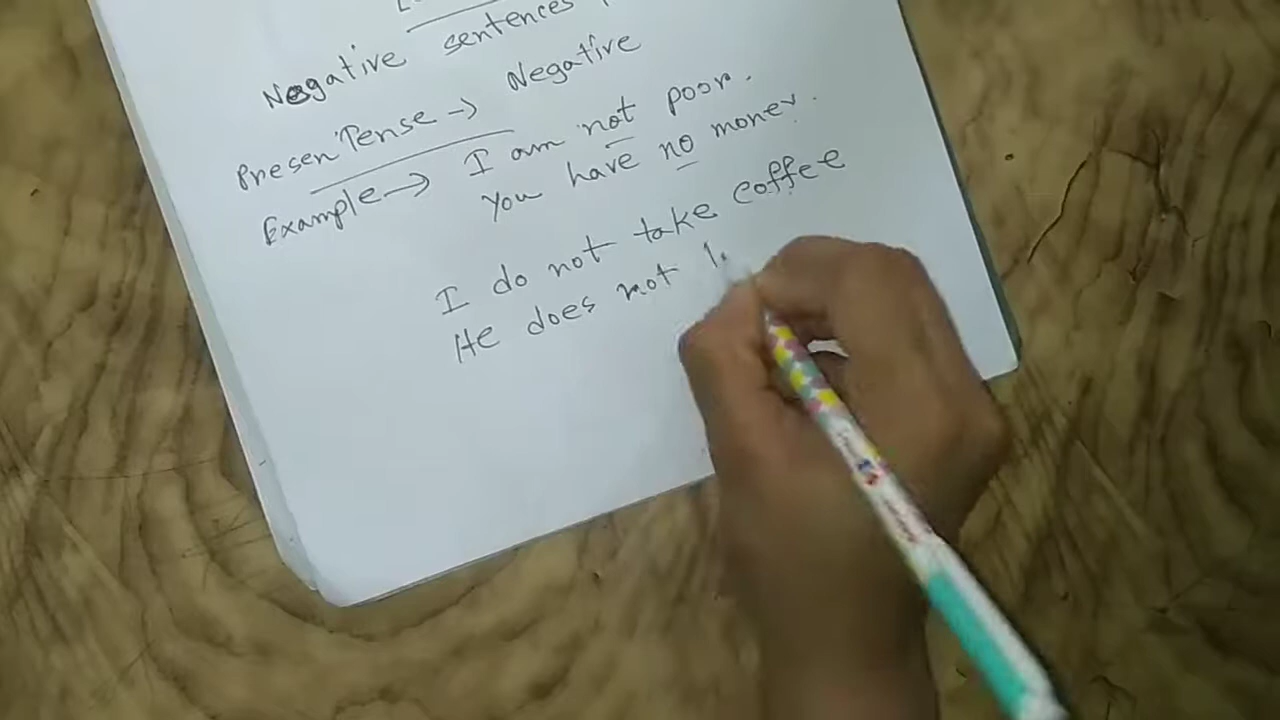 Negative sentences
Presen Tense → Negative
Example → I am not poor.
You have no money.
I do not take coffee
He does not